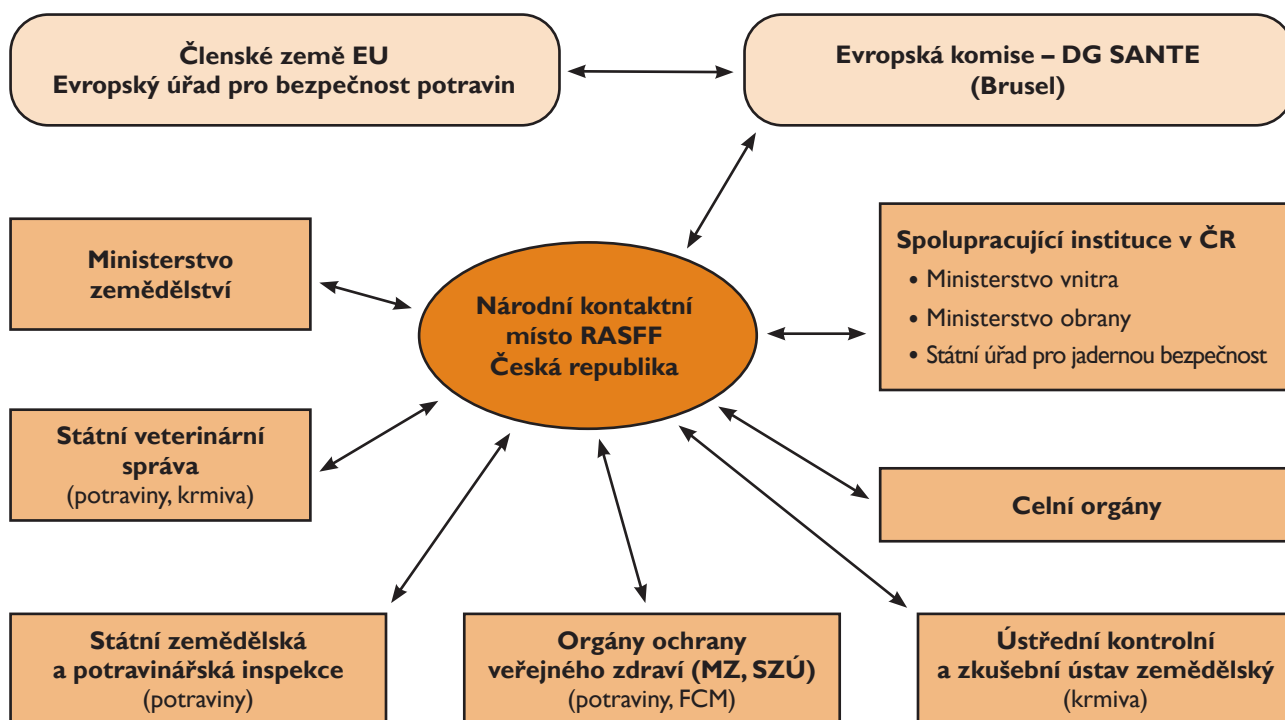 Členské země EU
Evropský úřad pro bezpečnost potravin
Evropská komise – DG SANTE
(Brusel)
Ministerstvo
zemědělství
Národní kontaktní
místo RASFF
Česká republika
Spolupracující instituce v ČR
• Ministerstvo vnitra
• Ministerstvo obrany
• Státní úřad pro jadernou bezpečnost
Státní veterinární
správa
(potraviny, krmiva)
Celní orgány
Státní zemědělská
a potravinářská inspekce
(potraviny)
Orgány ochrany
veřejného zdraví (MZ, SZÚ)
(potraviny, FCM)
Ústřední kontrolní
a zkušební ústav zemědělský
(krmiva)